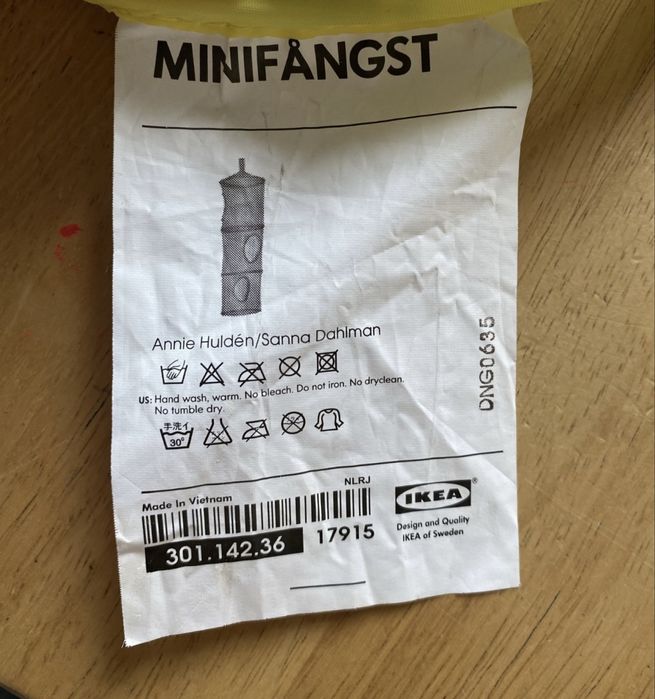 MINIFÅNGST
Annie Huldén/Sanna Dahlman
US: Hand wash, warm. No bleach. Do not iron. No dryclean.
No tumble dry.
手洗イ
30°
DNG0635
Made In Vietnam
NLRJ
301.142.36
17915
IKEA®
Design and Quality
IKEA of Sweden